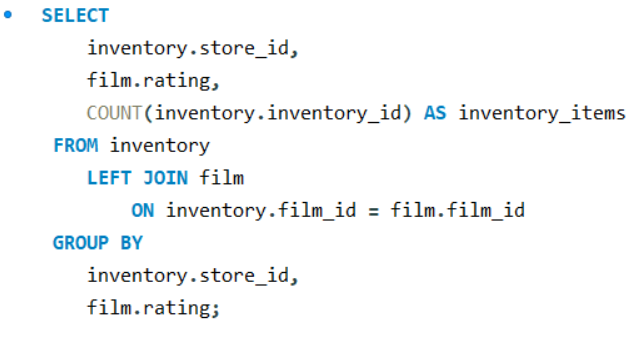 SELECT
inventory.store_id,
film.rating,
COUNT(inventory.inventory_id) AS inventory_items
FROM inventory
LEFT JOIN film
ON inventory.film_id = film.film_id
GROUP BY
inventory.store_id,
film.rating;